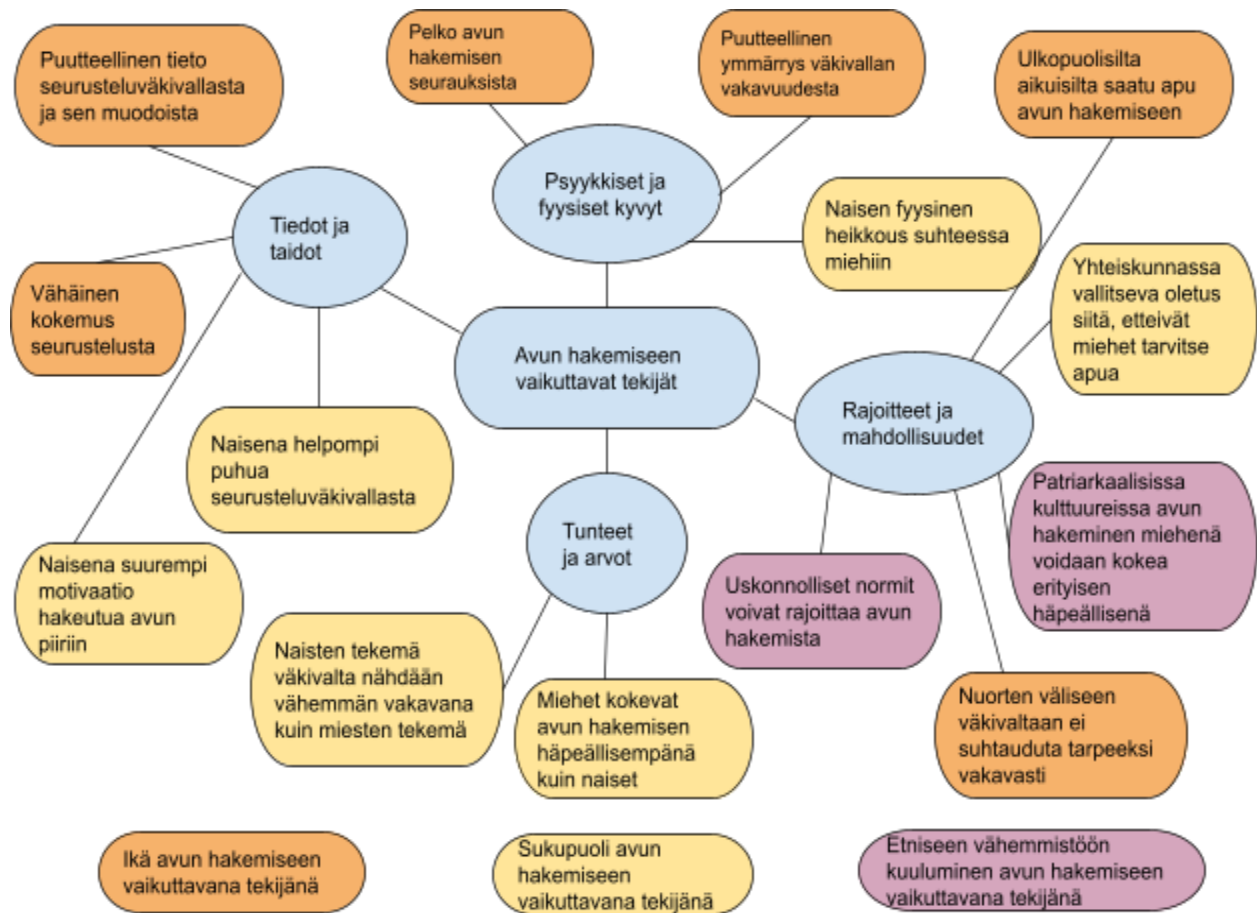 Puutteellinen tieto
seurusteluväkivallasta
ja sen muodoista
Pelko avun
hakemisen
seurauksista
Puutteellinen
ymmärrys väkivallan
vakavuudesta
Ulkopuolisilta
aikuisilta saatu apu
avun hakemiseen
Psyykkiset ja
fyysiset kyvyt
Tiedot ja
taidot
Naisen fyysinen
heikkous suhteessa
miehiin
Vähäinen
kokemus
seurustelusta
Yhteiskunnassa
vallitseva oletus
siitä, etteivät
miehet tarvitse
apua
Avun hakemiseen
vaikuttavat tekijät
Rajoitteet ja
mahdollisuudet
Naisena helpompi
puhua
seurusteluväkivallasta
Tunteet
ja arvot
Patriarkaalisissa
kulttuureissa avun
hakeminen miehenä
voidaan kokea
erityisen
häpeällisenä
Naisena suurempi
motivaatio
hakeutua avun
piiriin
Uskonnolliset normit
voivat rajoittaa avun
hakemista
Naisten tekemä
väkivalta nähdään
vähemmän vakavana
kuin miesten tekemä
Miehet kokevat
avun hakemisen
häpeällisempänä
kuin naiset
Nuorten väliseen
väkivaltaan ei
suhtauduta tarpeeksi
vakavasti
Ikä avun hakemiseen
vaikuttavana tekijänä
Sukupuoli avun
hakemiseen
vaikuttavana tekijänä
Etniseen vähemmistöön
kuuluminen avun hakemiseen
vaikuttavana tekijänä